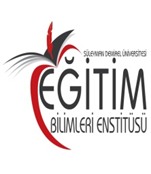 SÜLEYMAN DEMİREL ÜNİVERSİTESİ
EĞİTİM
BİLİMLERİ ENSTİTÜSÜ